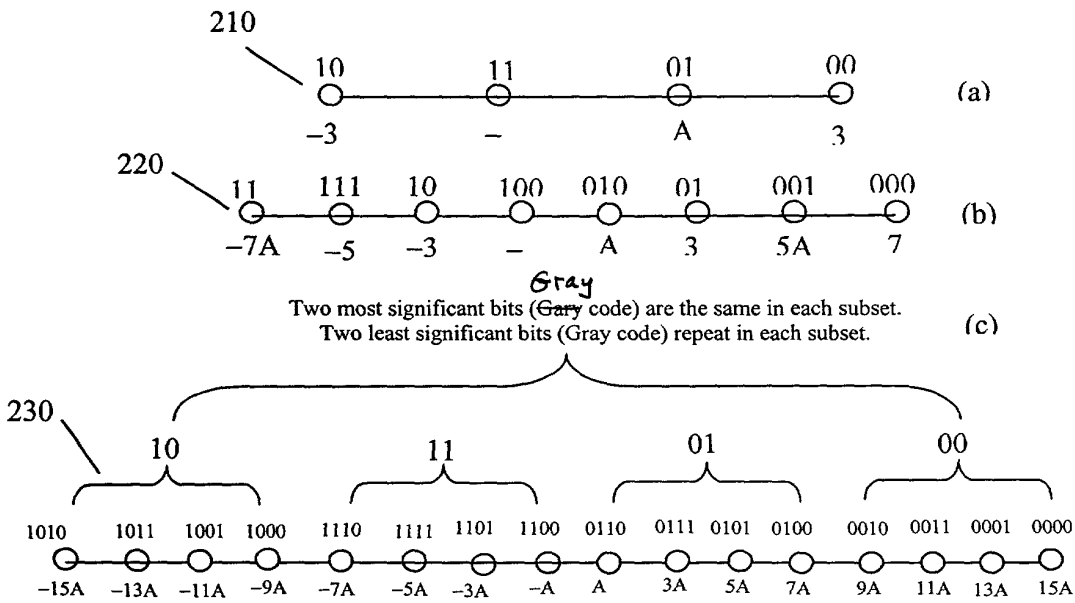 210
10 11 01 00
(a)
−3 − A 3
220
11 111 10 100 010 01 001 000
(b)
−7A −5 −3 − A 3 5A 7
Gray
Two most significant bits (Gary code) are the same in each subset.
Two least significant bits (Gray code) repeat in each subset.
(c)
230
10 11 01 00
1010 1011 1001 1000 1110 1111 1101 1100 0110 0111 0101 0100 0010 0011 0001 0000
−15A −13A −11A −9A −7A −5A −3A −A A 3A 5A 7A 9A 11A 13A 15A